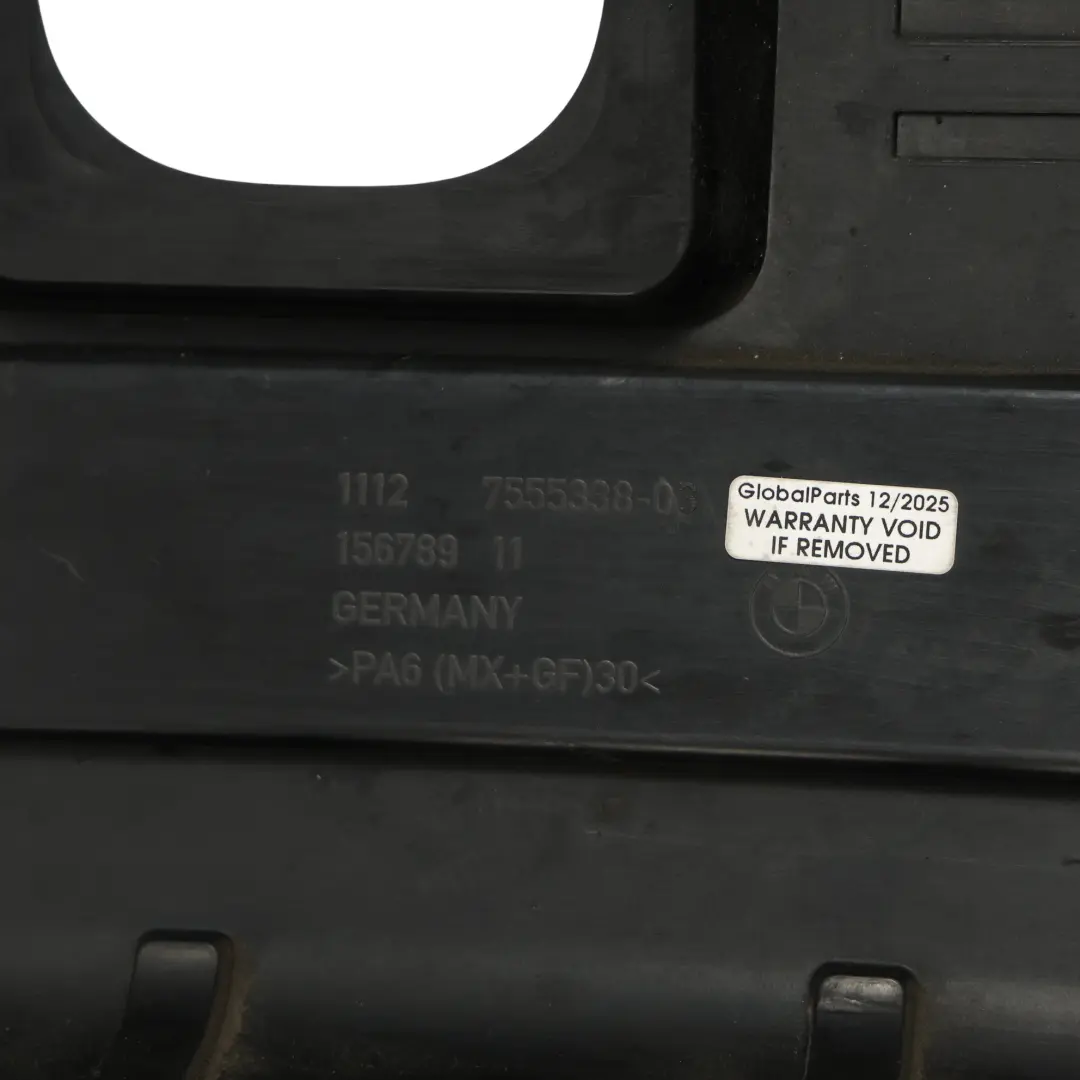 1112 7555338-03
156789 11
GERMANY
>PA6 (MX+GF)30<
GlobalParts 12/2025
WARRANTY VOID
IF REMOVED